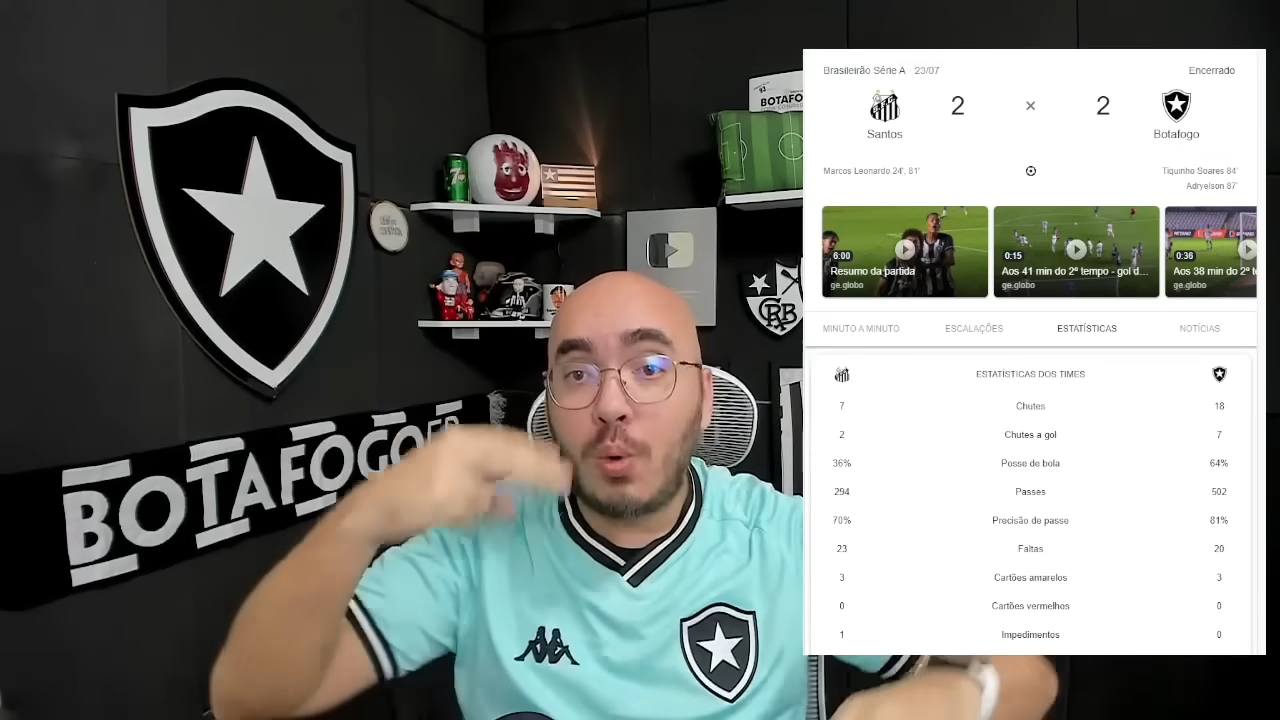 Brasileirão Série A 23/07
Encerrado
2 × 2
Santos
Botafogo
Marcos Leonardo 24', 81'
Tiquinho Soares 84'
Adryelson 87'
6:00
Resumo da partida
ge.globo
0:15
Aos 41 min do 2º tempo - gol d...
ge.globo
0:36
Aos 38 min do 2º t
ge.globo
MINUTO A MINUTO ESCALAÇÕES ESTATÍSTICAS NOTÍCIAS
ESTATÍSTICAS DOS TIMES
7 Chutes 18
2 Chutes a gol 7
36% Posse de bola 64%
294 Passes 502
70% Precisão de passe 81%
23 Faltas 20
3 Cartões amarelos 3
0 Cartões vermelhos 0
1 Impedimentos 0
BOTAFOGO
7